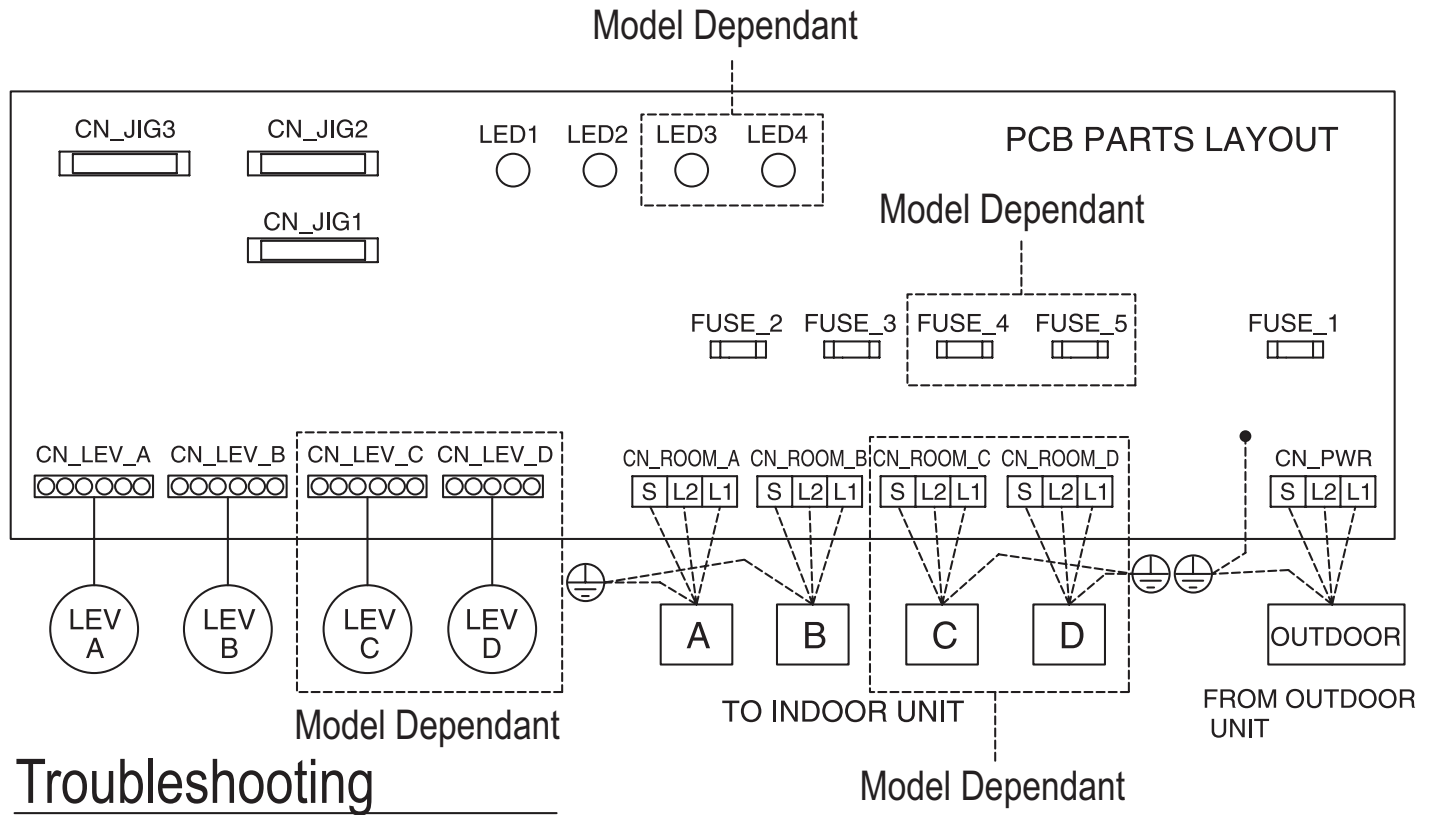 Model Dependant
CN_JIG3 CN_JIG2 LED1 LED2 LED3 LED4 PCB PARTS LAYOUT
CN_JIG1 Model Dependant
FUSE_2 FUSE_3 FUSE_4 FUSE_5 FUSE_1
CN_LEV_A CN_LEV_B CN_LEV_C CN_LEV_D CN_ROOM_A CN_ROOM_B CN_ROOM_C CN_ROOM_D CN_PWR
S L2 L1 S L2 L1 S L2 L1 S L2 L1 S L2 L1
LEV A LEV B LEV C LEV D A B C D OUTDOOR
TO INDOOR UNIT
FROM OUTDOOR
UNIT
Model Dependant
Model Dependant
Troubleshooting